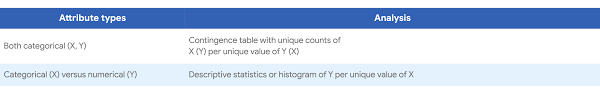 Attribute types Analysis
Both categorical (X, Y) Contingence table with unique counts of
X (Y) per unique value of Y (X)
Categorical (X) versus numerical (Y) Descriptive statistics or histogram of Y per unique value of X